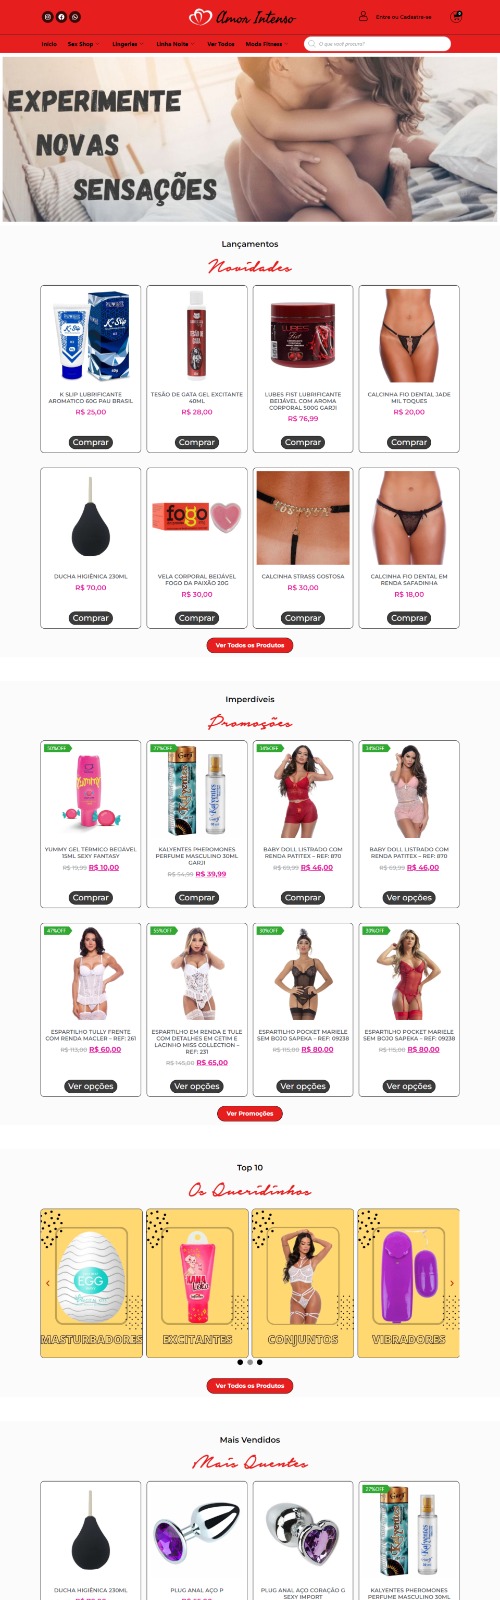 Amor Intenso
Entre ou Cadastre-se
0
Início
Sex Shop
Lingeries
Linha Noite
Ver Todos
Moda Fitness
O que você procura?
EXPERIMENTE
NOVAS
SENSAÇÕES
Lançamentos
Novidades
K-Slip
LUBES
Fist
K SLIP LUBRIFICANTE
AROMATICO 60G PAU BRASIL
R$ 25,00
Comprar
TESÃO DE GATA GEL EXCITANTE
40ML
R$ 28,00
Comprar
LUBES FIST LUBRIFICANTE
BEIJÁVEL COM AROMA
CORPORAL 500G GARJI
R$ 76,99
Comprar
CALCINHA FIO DENTAL JADE
MIL TOQUES
R$ 20,00
Comprar
fogo
DUCHA HIGIÊNICA 230ML
R$ 70,00
Comprar
VELA CORPORAL BEIJÁVEL
FOGO DA PAIXÃO 20G
R$ 30,00
Comprar
CALCINHA STRASS GOSTOSA
R$ 30,00
Comprar
CALCINHA FIO DENTAL EM
RENDA SAFADINHA
R$ 18,00
Comprar
Ver Todos os Produtos
Imperdíveis
Promoções
50%OFF
Yummy
YUMMY GEL TERMICO BEIJAVEL
15ML SEXY FANTASY
R$ 19,99 R$ 10,00
Comprar
27%OFF
Kalyentes
KALYENTES PHEROMONES
PERFUME MASCULINO 30ML
GARJI
R$ 54,99 R$ 39,99
Comprar
34%OFF
BABY DOLL LISTRADO COM
RENDA PATITEX – REF: 870
R$ 69,99 R$ 46,00
Comprar
34%OFF
BABY DOLL LISTRADO COM
RENDA PATITEX – REF: 870
R$ 69,99 R$ 46,00
Ver opções
47%OFF
ESPARTILHO TULLY FRENTE
COM RENDA MACLER – REF: 261
R$ 113,00 R$ 60,00
Ver opções
55%OFF
ESPARTILHO EM RENDA E TULE
COM DETALHES EM CETIM E
LACINHO MISS COLLECTION –
REF: 231
R$ 145,00 R$ 65,00
Ver opções
30%OFF
ESPARTILHO POCKET MARIELE
SEM BOJO SAPEKA – REF: 09238
R$ 115,00 R$ 80,00
Ver opções
30%OFF
ESPARTILHO POCKET MARIELE
SEM BOJO SAPEKA – REF: 09238
R$ 115,00 R$ 80,00
Ver opções
Ver Promoções
Top 10
Os Queridinhos
EGG
MASTURBADORES
XANA
Loka
EXCITANTES
CONJUNTOS
VIBRADORES
Ver Todos os Produtos
Mais Vendidos
Mais Quentes
DUCHA HIGIÊNICA 230ML
PLUG ANAL AÇO P
PLUG ANAL AÇO CORAÇÃO G
SEXY IMPORT
27%OFF
Kalyentes
KALYENTES PHEROMONES
PERFUME MASCULINO 30ML